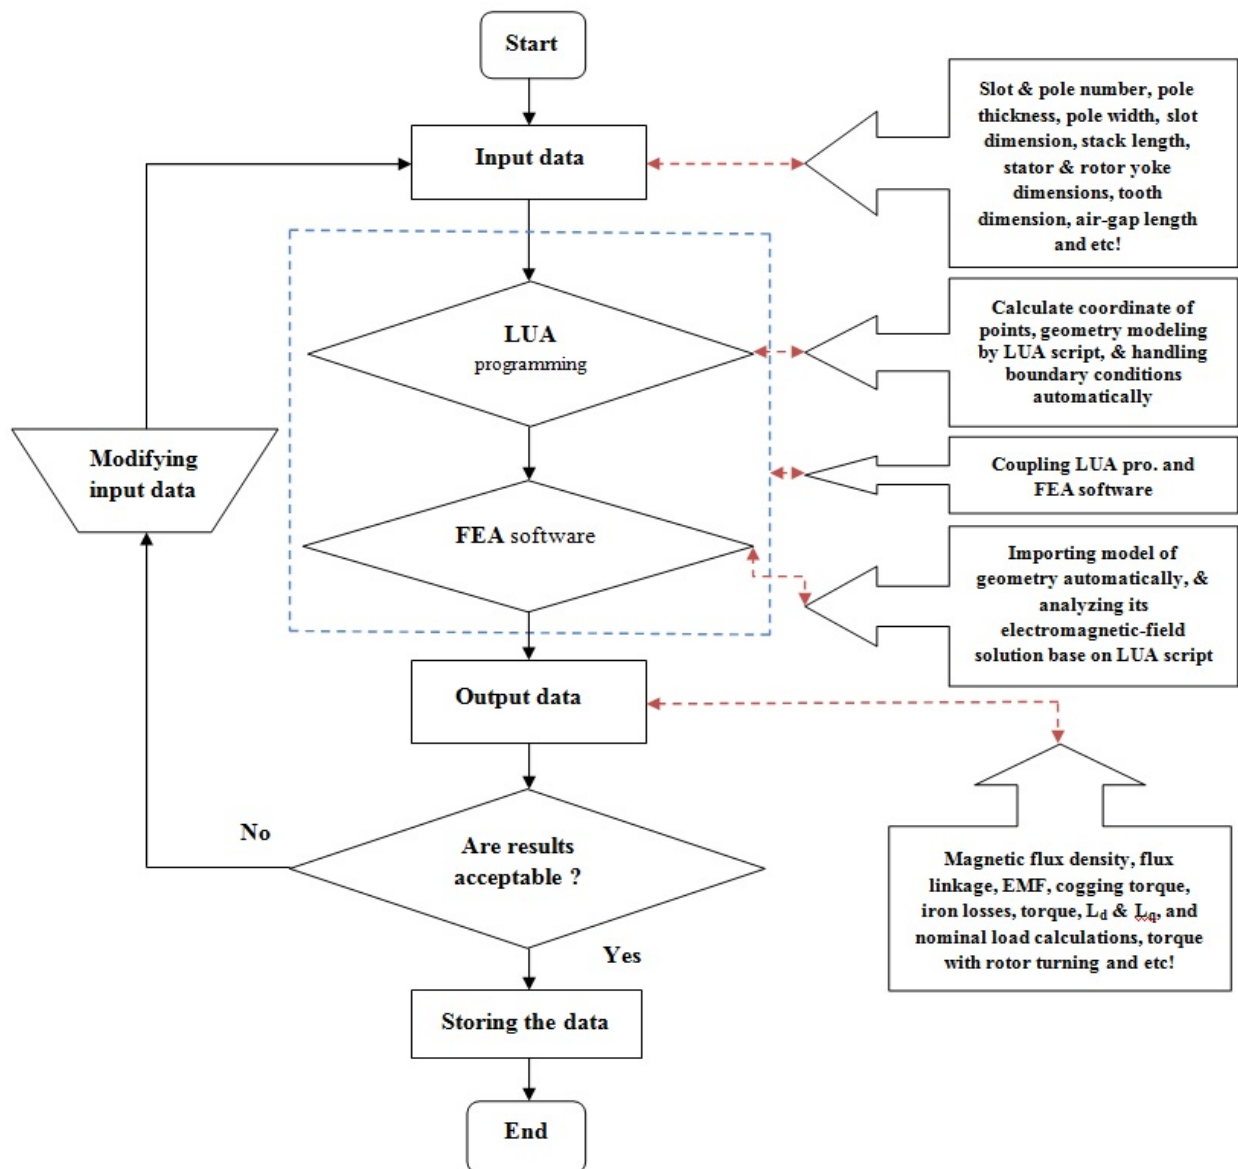 Start
Input data
Slot & pole number, pole
thickness, pole width, slot
dimension, stack length,
stator & rotor yoke
dimensions, tooth
dimension, air-gap length
and etc!
LUA
programming
Calculate coordinate of
points, geometry modeling
by LUA script, & handling
boundary conditions
automatically
Modifying
input data
Coupling LUA pro. and
FEA software
FEA software
Importing model of
geometry automatically, &
analyzing its
electromagnetic-field
solution base on LUA script
Output data
No
Are results
acceptable ?
Yes
Magnetic flux density, flux
linkage, EMF, cogging torque,
iron losses, torque, Ld & Lq, and
nominal load calculations, torque
with rotor turning and etc!
Storing the data
End